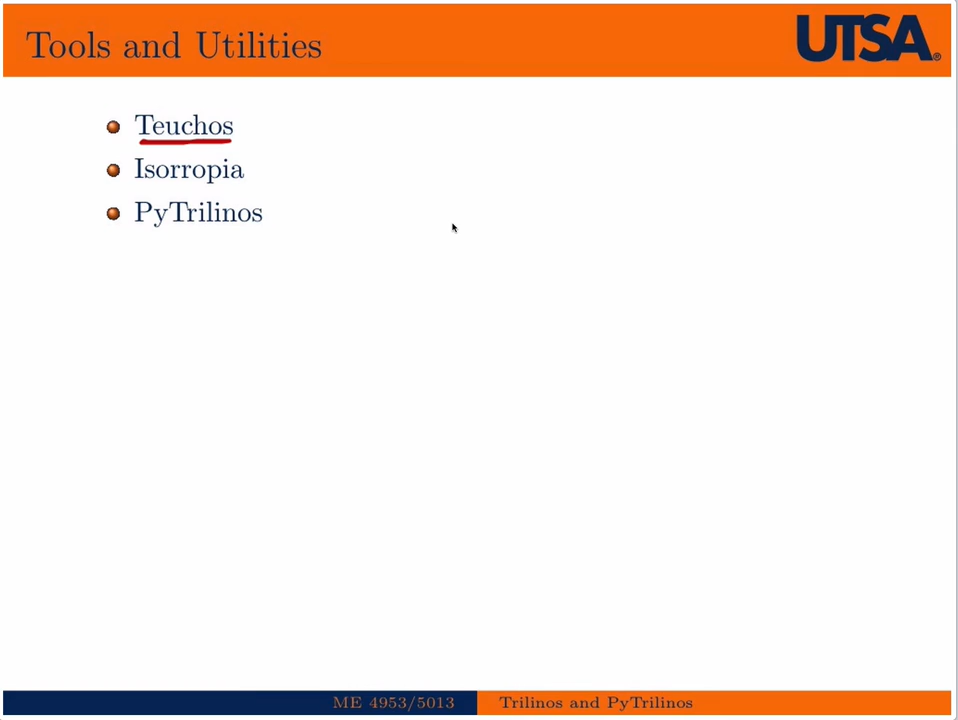 Tools and Utilities
UTSA®
Teuchos
Isorropia
PyTrilinos
ME 4953/5013
Trilinos and PyTrilinos